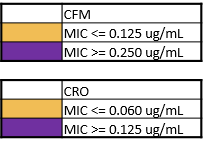 CFM
MIC <= 0.125 ug/mL
MIC >= 0.250 ug/mL
CRO
MIC <= 0.060 ug/mL
MIC >= 0.125 ug/mL